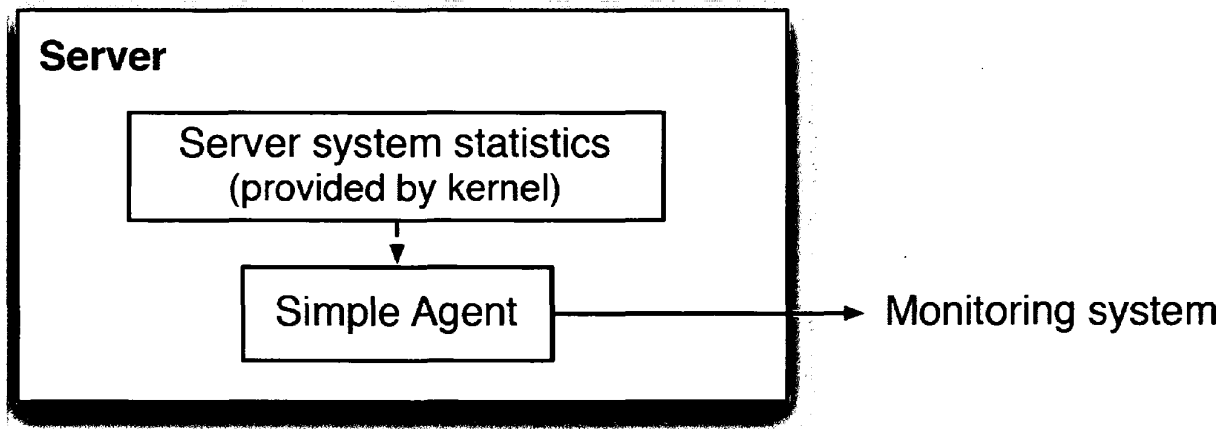 Server
Server system statistics
(provided by kernel)
Simple Agent
Monitoring system